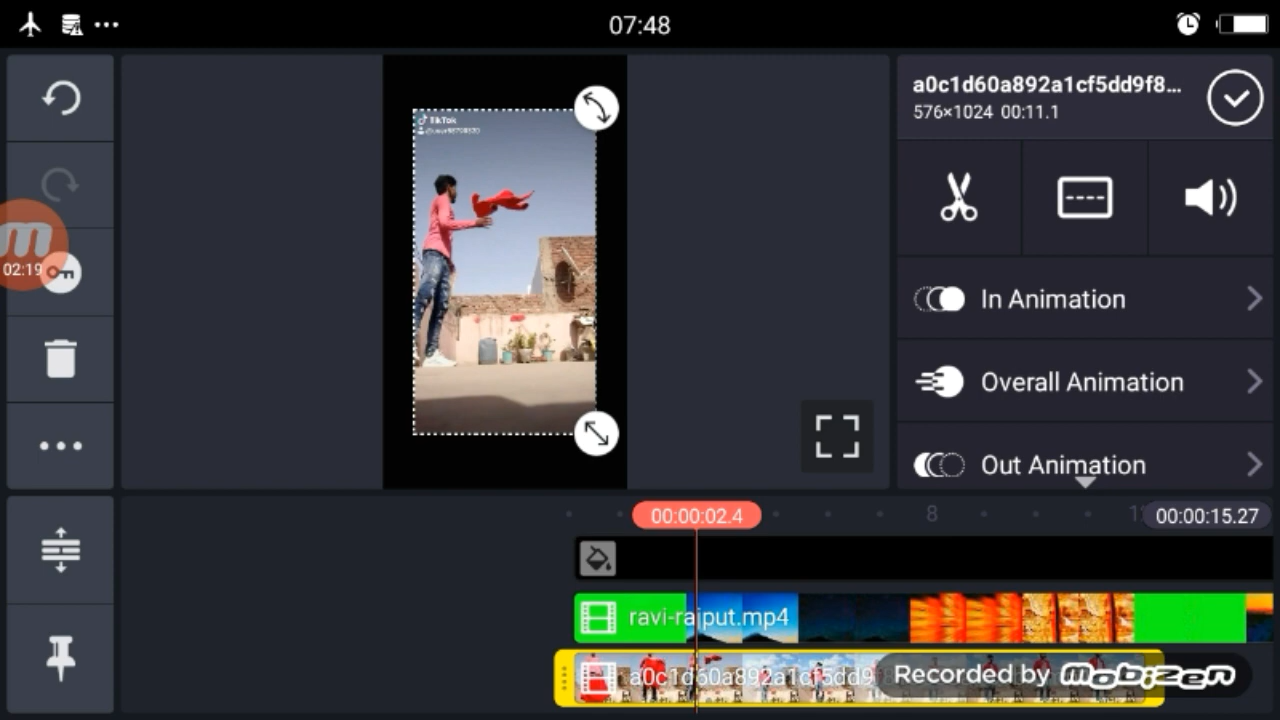 07:48
a0c1d60a892a1cf5dd9f8...
576×1024 00:11.1
TikTok
02:19
In Animation
Overall Animation
Out Animation
00:00:02.4
8
00:00:15.27
ravi-rajput.mp4
a0c1d60a892a1cf5dd9
Recorded by mobizen